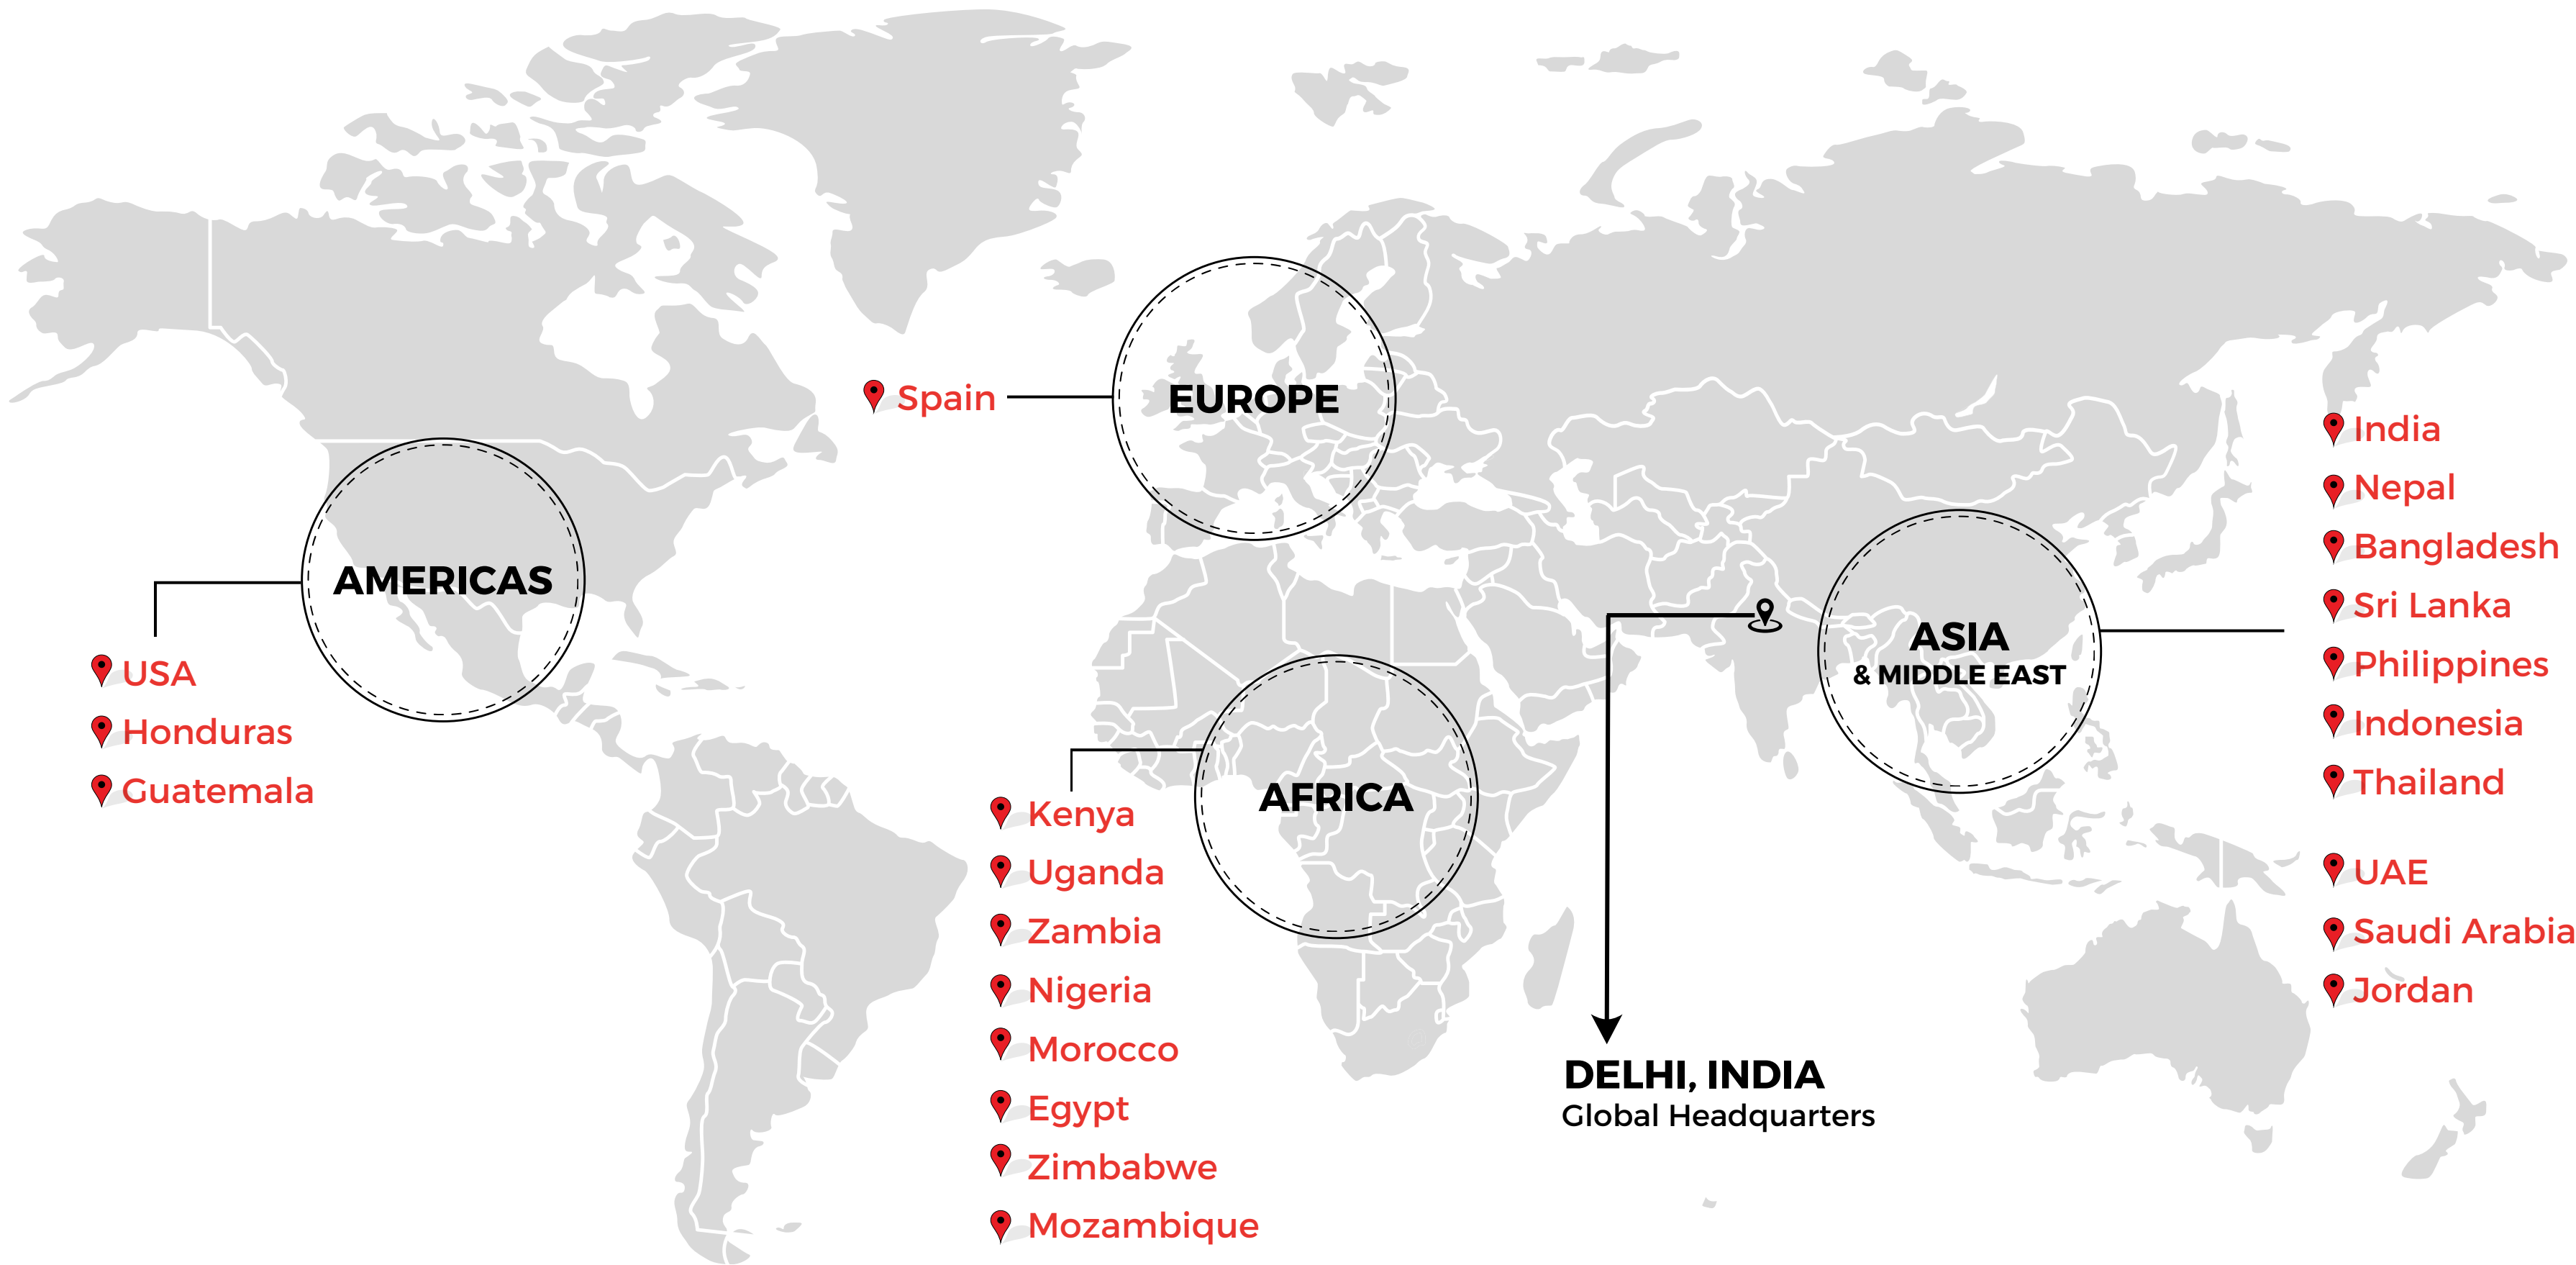 EUROPE
Spain
AMERICAS
USA
Honduras
Guatemala
AFRICA
Kenya
Uganda
Zambia
Nigeria
Morocco
Egypt
Zimbabwe
Mozambique
ASIA
& MIDDLE EAST
India
Nepal
Bangladesh
Sri Lanka
Philippines
Indonesia
Thailand
UAE
Saudi Arabia
Jordan
DELHI, INDIA
Global Headquarters